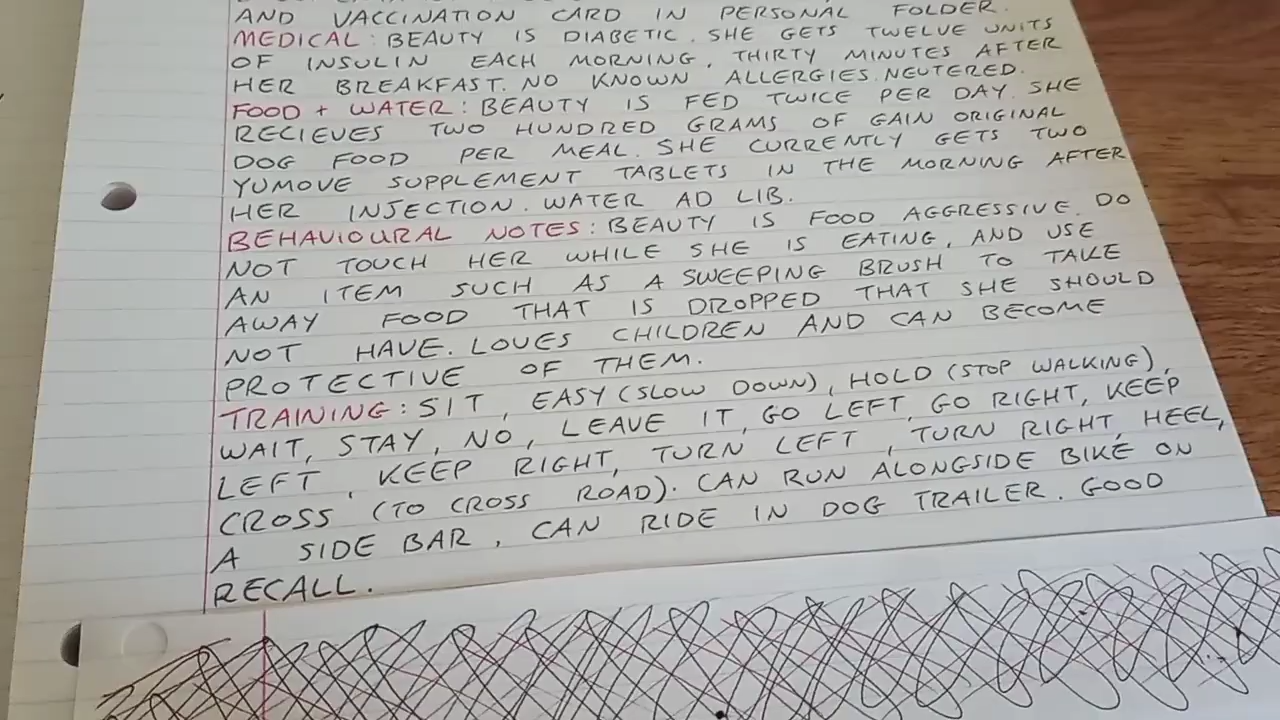 AND VACCINATION CARD IN PERSONAL FOLDER.
MEDICAL: BEAUTY IS DIABETIC. SHE GETS TWELVE UNITS
OF INSULIN EACH MORNING, THIRTY MINUTES AFTER
HER BREAKFAST. NO KNOWN ALLERGIES. NEUTERED.
FOOD + WATER: BEAUTY IS FED TWICE PER DAY. SHE
RECIEVES TWO HUNDRED GRAMS OF GAIN ORIGINAL
DOG FOOD PER MEAL. SHE CURRENTLY GETS TWO
YUMOVE SUPPLEMENT TABLETS IN THE MORNING AFTER
HER INJECTION. WATER AD LIB.
BEHAVIOURAL NOTES: BEAUTY IS FOOD AGGRESSIVE. DO
NOT TOUCH HER WHILE SHE IS EATING, AND USE
AN ITEM SUCH AS A SWEEPING BRUSH TO TAKE
AWAY FOOD THAT IS DROPPED THAT SHE SHOULD
NOT HAVE. LOVES CHILDREN AND CAN BECOME
PROTECTIVE OF THEM.
TRAINING: SIT, EASY (SLOW DOWN), HOLD (STOP WALKING),
WAIT, STAY, NO, LEAVE IT, GO LEFT, GO RIGHT, KEEP
LEFT, KEEP RIGHT, TURN LEFT, TURN RIGHT, HEEL,
CROSS (TO CROSS ROAD). CAN RUN ALONGSIDE BIKE ON
A SIDE BAR, CAN RIDE IN DOG TRAILER. GOOD
RECALL.